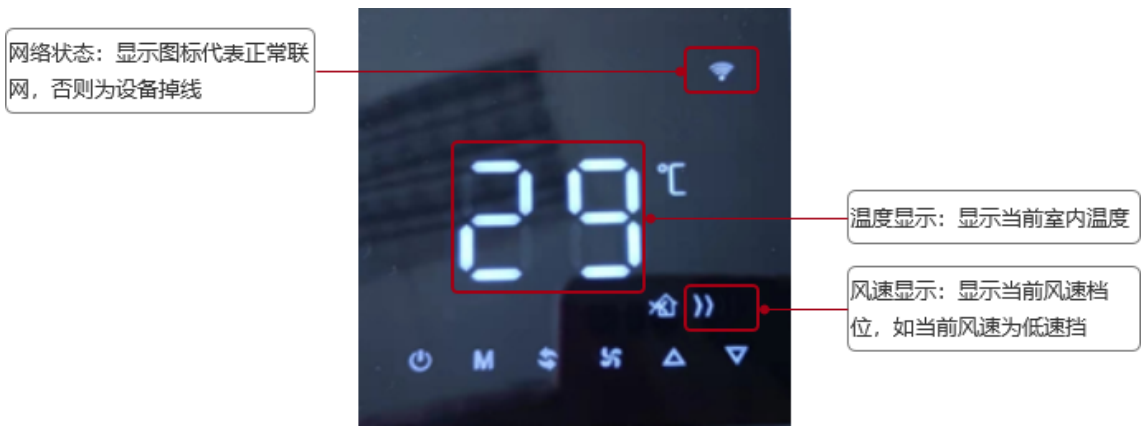 网络状态：显示图标代表正常联
网，否则为设备掉线
29
℃
温度显示：显示当前室内温度
风速显示：显示当前风速档
位，如当前风速为低速挡
M